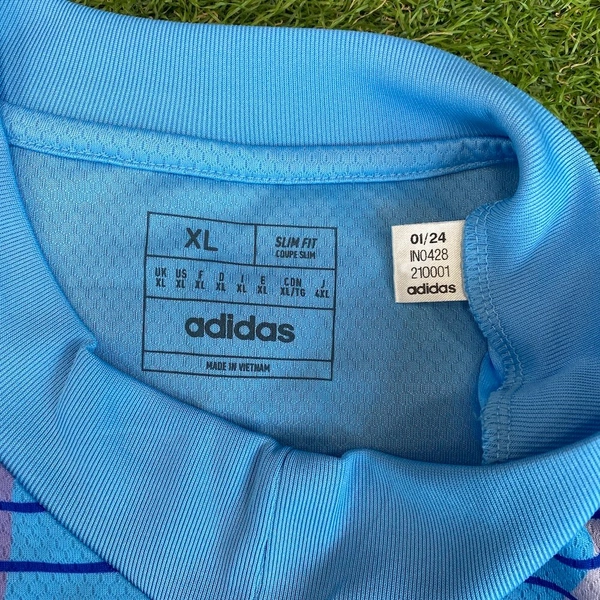 XL
SLIM FIT
COUPE SLIM
UK US F D I E CDN J
XL XL XL XL XL XL XL/TG 4XL
adidas
MADE IN VIETNAM
01/24
IN0428
210001
adidas